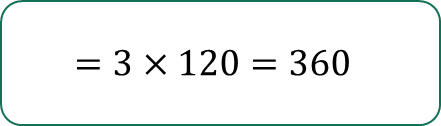 = 3 × 120 = 360